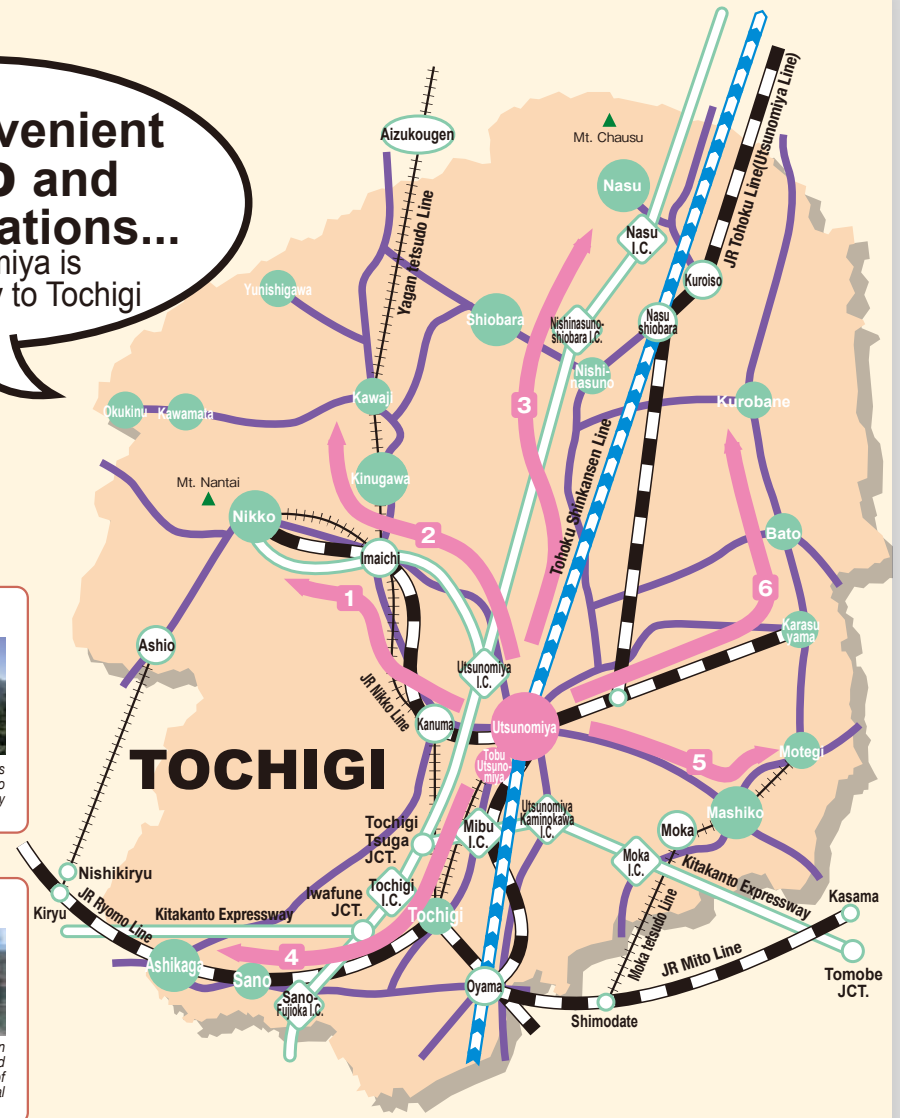 venient
and
ations...
miya is
y to Tochigi
Aizukougen
Mt. Chausu
Nasu
Nasu
I.C.
JR Tohoku Line(Utsunomiya Line)
Kuroiso
Yagan tetsudo Line
Yunishigawa
Shiobara
Nishinasuno-
shiobara I.C.
Nasu
shiobara
Nishi-
nasuno
Okukinu
Kawamata
Kawaji
3
Kurobane
Mt. Nantai
Kinugawa
Nikko
2
Tohoku Shinkansen Line
Imaichi
Bato
1
6
Ashio
Karasu
yama
Utsunomiya
I.C.
JR Nikko Line
Kanuma
Utsunomiya
TOCHIGI
Tobu
Utsuno-
miya
5
Motegi
Mashiko
Utsunomiya
Kaminokawa
I.C.
Tochigi
Tsuga
JCT.
Mibu
I.C.
Moka
Moka
I.C.
Nishikiryu
Kiryu
JR Ryomo Line
Iwafune
JCT.
Tochigi
I.C.
Kitakanto Expressway
Kitakanto Expressway
Kasama
Tochigi
Moka tetsudo Line
JR Mito Line
Tomobe
JCT.
4
Ashikaga
Sano
Sano-
Fujioka I.C.
Oyama
Shimodate
s
o
y
n
d
of
al